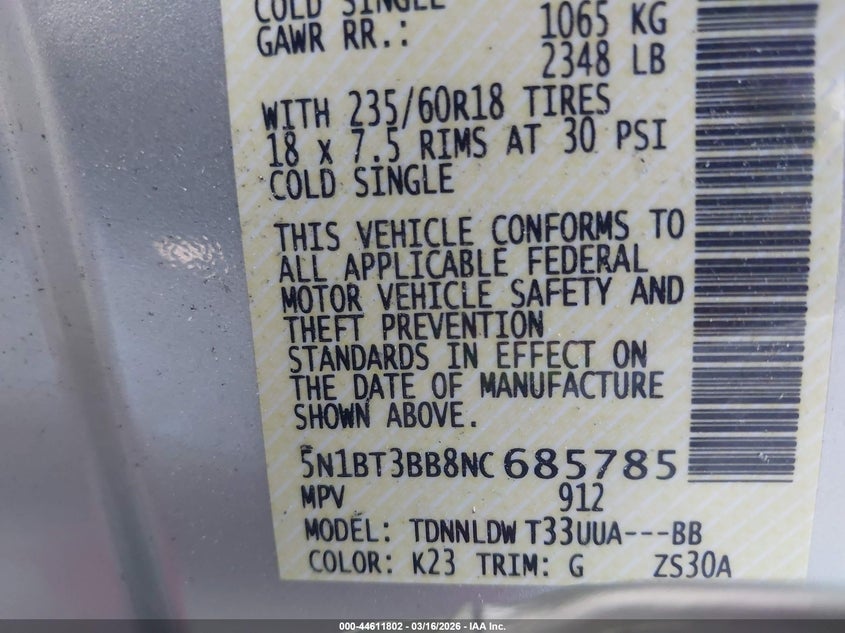 COLD SINGLE
GAWR RR.: 1065 KG
2348 LB
WITH 235/60R18 TIRES
18 x 7.5 RIMS AT 30 PSI
COLD SINGLE
THIS VEHICLE CONFORMS TO
ALL APPLICABLE FEDERAL
MOTOR VEHICLE SAFETY AND
THEFT PREVENTION
STANDARDS IN EFFECT ON
THE DATE OF MANUFACTURE
SHOWN ABOVE.
5N1BT3BB8NC685785
MPV 912
MODEL: TDNNLDW T33UUA---BB
COLOR: K23 TRIM: G ZS30A
000-44611802 - 03/16/2026 - IAA Inc.